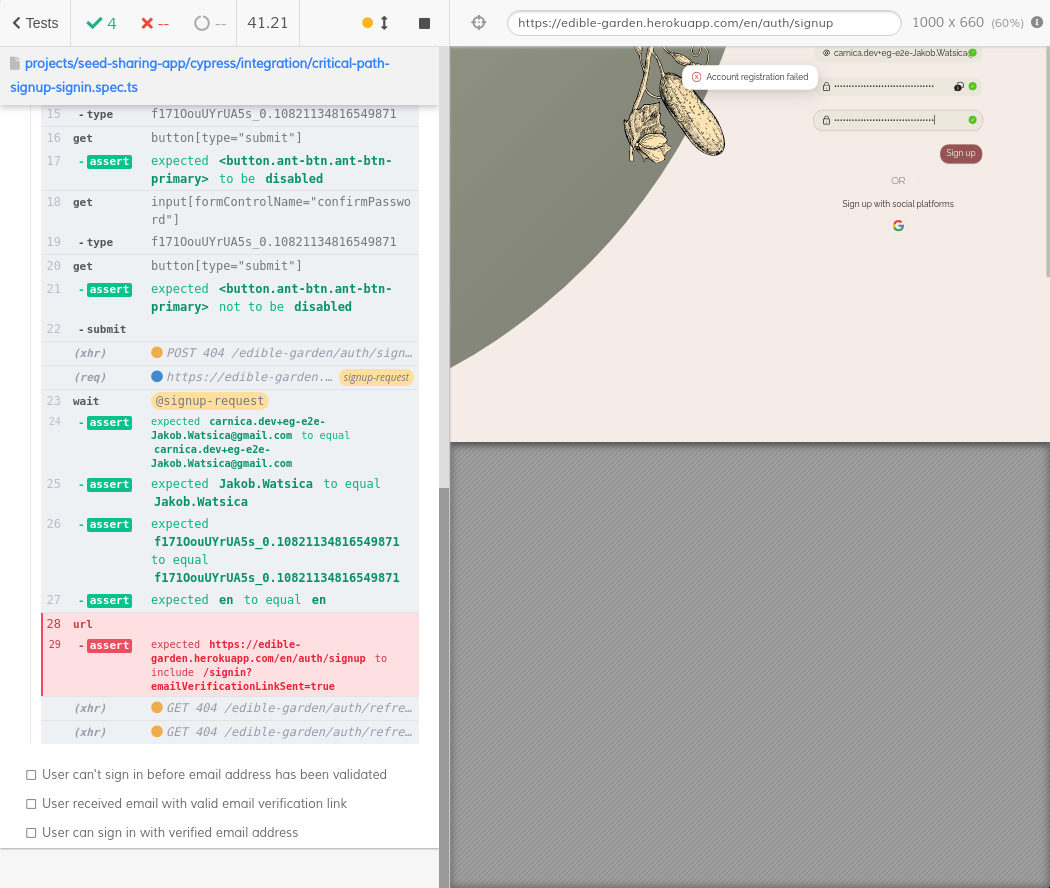 Tests
4
--
--
41.21
https://edible-garden.herokuapp.com/en/auth/signup
1000 x 660 (60%)
projects/seed-sharing-app/cypress/integration/critical-path-
signup-signin.spec.ts
15 - type f171OouUYrUA5s_0.10821134816549871
16 get button[type="submit"]
17 - assert expected <button.ant-btn.ant-btn-
primary> to be disabled
18 get input[formControlName="confirmPasswo
rd"]
19 - type f171OouUYrUA5s_0.10821134816549871
20 get button[type="submit"]
21 - assert expected <button.ant-btn.ant-btn-
primary> not to be disabled
22 - submit
(xhr) POST 404 /edible-garden/auth/sign…
(req) https://edible-garden.… signup-request
23 wait @signup-request
24 - assert expected carnica.dev+eg-e2e-
Jakob.Watsica@gmail.com to equal
carnica.dev+eg-e2e-
Jakob.Watsica@gmail.com
25 - assert expected Jakob.Watsica to equal
Jakob.Watsica
26 - assert expected
f171OouUYrUA5s_0.10821134816549871
to equal
f171OouUYrUA5s_0.10821134816549871
27 - assert expected en to equal en
28 url
29 - assert expected https://edible-
garden.herokuapp.com/en/auth/signup to
include /signin?
emailVerificationLinkSent=true
(xhr) GET 404 /edible-garden/auth/refre…
(xhr) GET 404 /edible-garden/auth/refre…
User can't sign in before email address has been validated
User received email with valid email verification link
User can sign in with verified email address
@ carnica.dev+eg-e2e-Jakob.Watsica@
Account registration failed
Sign up
OR
Sign up with social platforms